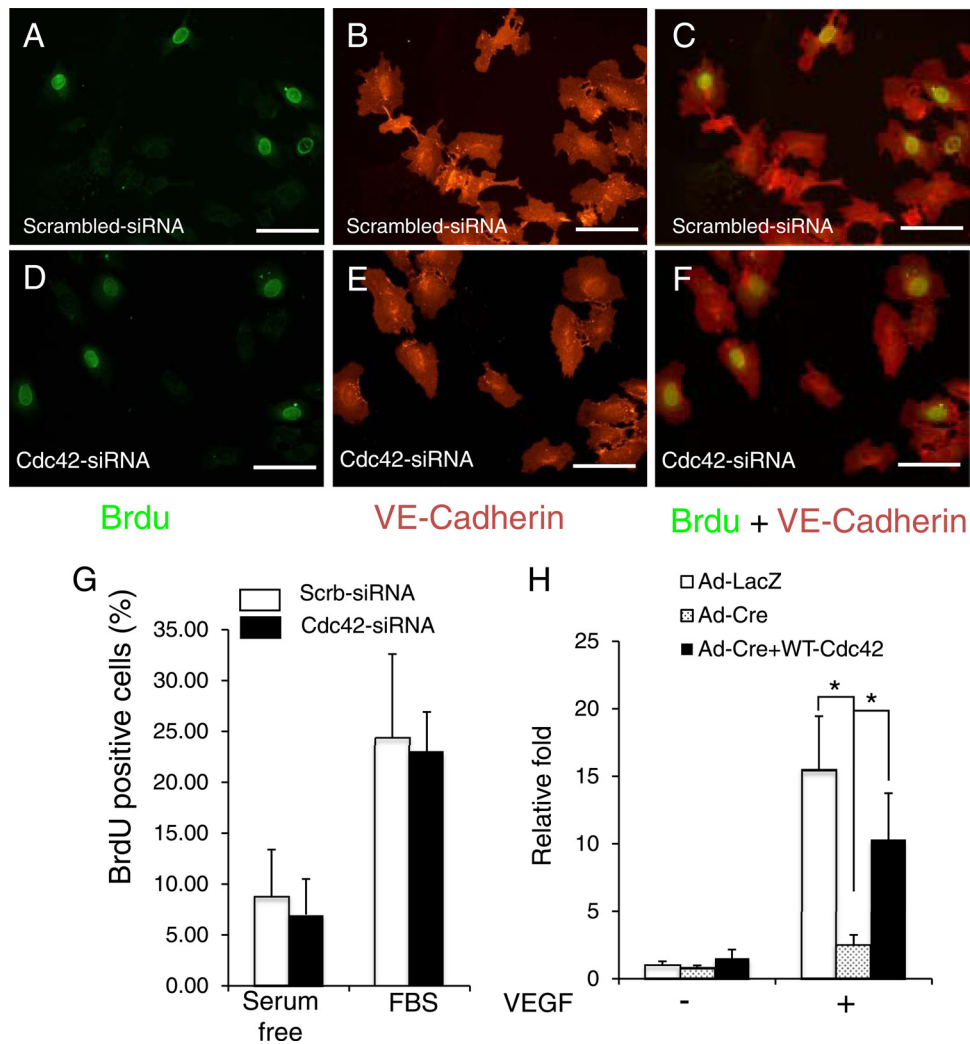 A
B
C
Scrambled-siRNA
Scrambled-siRNA
Scrambled-siRNA
D
E
F
Cdc42-siRNA
Cdc42-siRNA
Cdc42-siRNA
Brdu
VE-Cadherin
Brdu + VE-Cadherin
G
Scrb-siRNA
Cdc42-siRNA
BrdU positive cells (%)
35.00
30.00
25.00
20.00
15.00
10.00
5.00
0.00
Serum
free
FBS
H
Ad-LacZ
Ad-Cre
Ad-Cre+WT-Cdc42
Relative fold
25
20
15
10
5
0
* *
VEGF - +